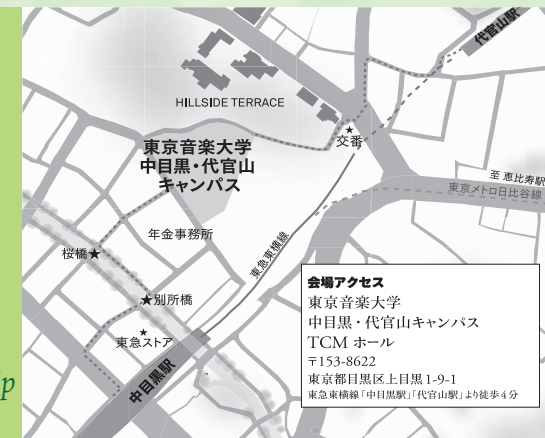 代官山駅
HILLSIDE TERRACE
交番
東京音楽大学
中目黒・代官山
キャンパス
至 恵比寿駅
東京メトロ日比谷線
年金事務所
桜橋★
東急東横線
★別所橋
★
東急ストア
中目黒駅
会場アクセス
東京音楽大学
中目黒・代官山キャンパス
TCM ホール
〒153-8622
東京都目黒区上目黒1-9-1
東急東横線「中目黒駅」「代官山駅」より徒歩4分
p